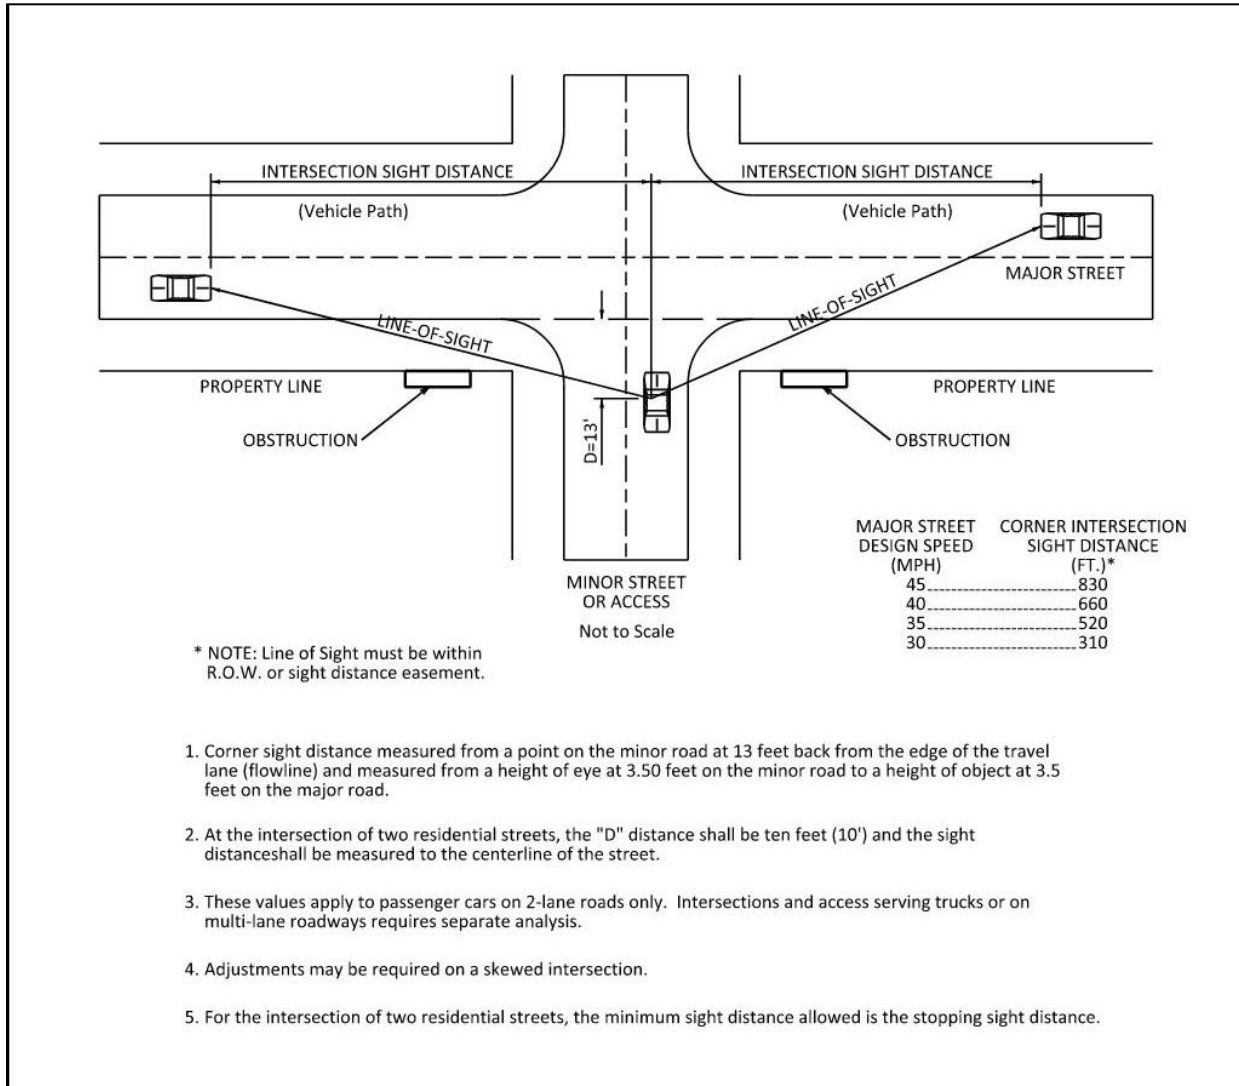 INTERSECTION SIGHT DISTANCE
INTERSECTION SIGHT DISTANCE
(Vehicle Path)
(Vehicle Path)
MAJOR STREET
LINE-OF-SIGHT
LINE-OF-SIGHT
PROPERTY LINE
PROPERTY LINE
OBSTRUCTION
D=13'
OBSTRUCTION
MINOR STREET
OR ACCESS
Not to Scale
MAJOR STREET CORNER INTERSECTION
DESIGN SPEED SIGHT DISTANCE
(MPH) (FT.)*
45 830
40 660
35 520
30 310
* NOTE: Line of Sight must be within
R.O.W. or sight distance easement.
1. Corner sight distance measured from a point on the minor road at 13 feet back from the edge of the travel
lane (flowline) and measured from a height of eye at 3.50 feet on the minor road to a height of object at 3.5
feet on the major road.
2. At the intersection of two residential streets, the "D" distance shall be ten feet (10') and the sight
distanceshall be measured to the centerline of the street.
3. These values apply to passenger cars on 2-lane roads only. Intersections and access serving trucks or on
multi-lane roadways requires separate analysis.
4. Adjustments may be required on a skewed intersection.
5. For the intersection of two residential streets, the minimum sight distance allowed is the stopping sight distance.